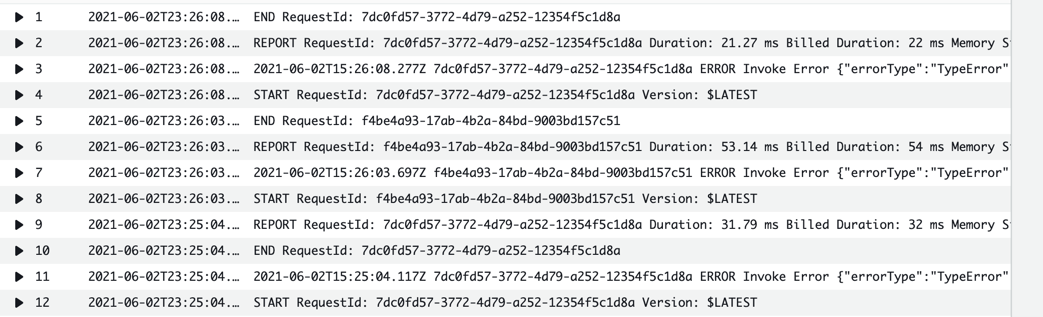 1 2021-06-02T23:26:08.… END RequestId: 7dc0fd57-3772-4d79-a252-12354f5c1d8a
2 2021-06-02T23:26:08.… REPORT RequestId: 7dc0fd57-3772-4d79-a252-12354f5c1d8a Duration: 21.27 ms Billed Duration: 22 ms Memory S
3 2021-06-02T23:26:08.… 2021-06-02T15:26:08.277Z 7dc0fd57-3772-4d79-a252-12354f5c1d8a ERROR Invoke Error {"errorType":"TypeError"
4 2021-06-02T23:26:08.… START RequestId: 7dc0fd57-3772-4d79-a252-12354f5c1d8a Version: $LATEST
5 2021-06-02T23:26:03.… END RequestId: f4be4a93-17ab-4b2a-84bd-9003bd157c51
6 2021-06-02T23:26:03.… REPORT RequestId: f4be4a93-17ab-4b2a-84bd-9003bd157c51 Duration: 53.14 ms Billed Duration: 54 ms Memory S
7 2021-06-02T23:26:03.… 2021-06-02T15:26:03.697Z f4be4a93-17ab-4b2a-84bd-9003bd157c51 ERROR Invoke Error {"errorType":"TypeError"
8 2021-06-02T23:26:03.… START RequestId: f4be4a93-17ab-4b2a-84bd-9003bd157c51 Version: $LATEST
9 2021-06-02T23:25:04.… REPORT RequestId: 7dc0fd57-3772-4d79-a252-12354f5c1d8a Duration: 31.79 ms Billed Duration: 32 ms Memory S
10 2021-06-02T23:25:04.… END RequestId: 7dc0fd57-3772-4d79-a252-12354f5c1d8a
11 2021-06-02T23:25:04.… 2021-06-02T15:25:04.117Z 7dc0fd57-3772-4d79-a252-12354f5c1d8a ERROR Invoke Error {"errorType":"TypeError"
12 2021-06-02T23:25:04.… START RequestId: 7dc0fd57-3772-4d79-a252-12354f5c1d8a Version: $LATEST